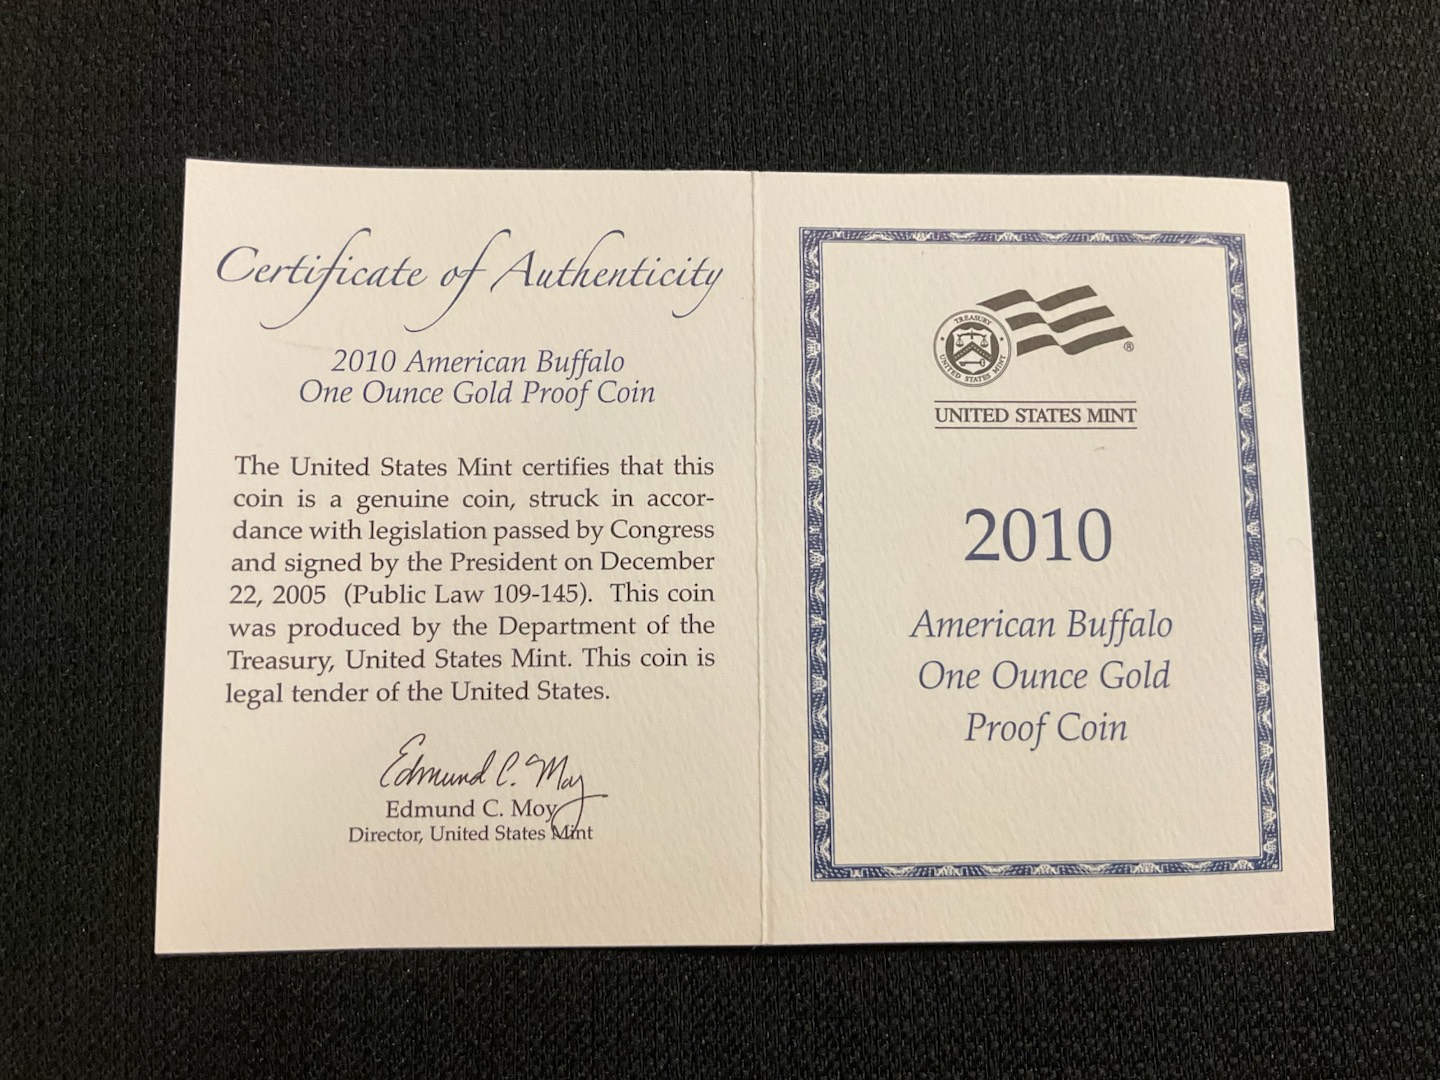 Certificate of Authenticity
2010 American Buffalo
One Ounce Gold Proof Coin
The United States Mint certifies that this
coin is a genuine coin, struck in accor-
dance with legislation passed by Congress
and signed by the President on December
22, 2005 (Public Law 109-145). This coin
was produced by the Department of the
Treasury, United States Mint. This coin is
legal tender of the United States.
Edmund C. Moy
Edmund C. Moy
Director, United States Mint
TREASURY
UNITED STATES MINT
®
UNITED STATES MINT
2010
American Buffalo
One Ounce Gold
Proof Coin